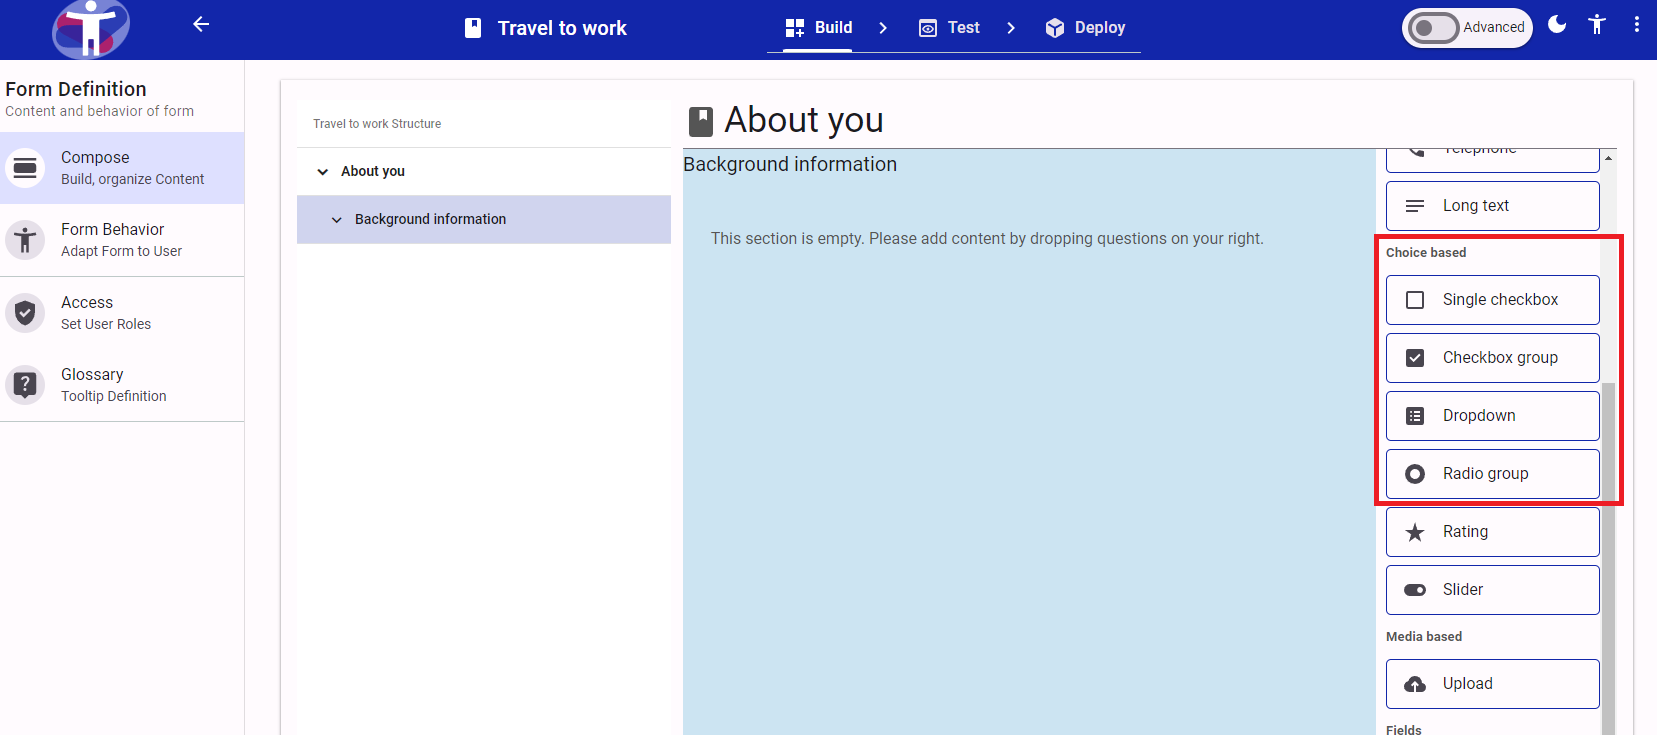 Travel to work
Build
Test
Deploy
Advanced
Form Definition
Content and behavior of form
Compose
Build, organize Content
Form Behavior
Adapt Form to User
Access
Set User Roles
Glossary
Tooltip Definition
Travel to work Structure
About you
Background information
About you
Background information
This section is empty. Please add content by dropping questions on your right.
Telephone
Long text
Choice based
Single checkbox
Checkbox group
Dropdown
Radio group
Rating
Slider
Media based
Upload
Fields